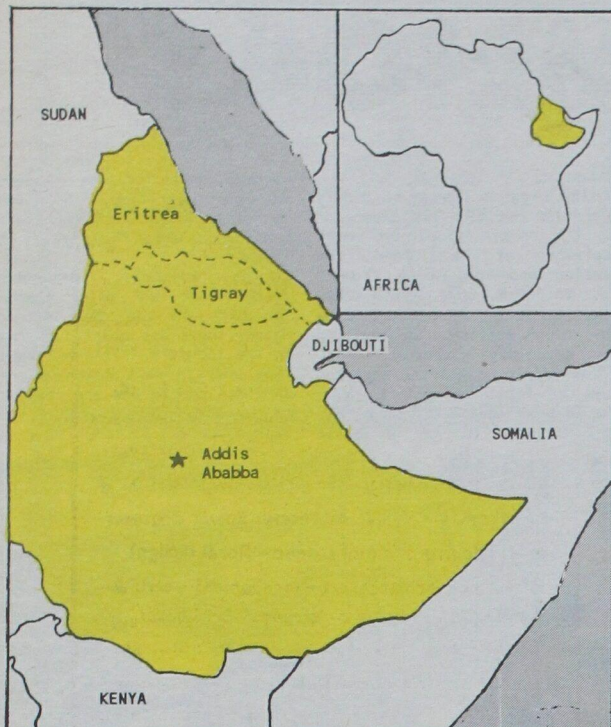 SUDAN
Eritrea
Tigray
AFRICA
DJIBOUTI
SOMALIA
Addis
Ababba
KENYA